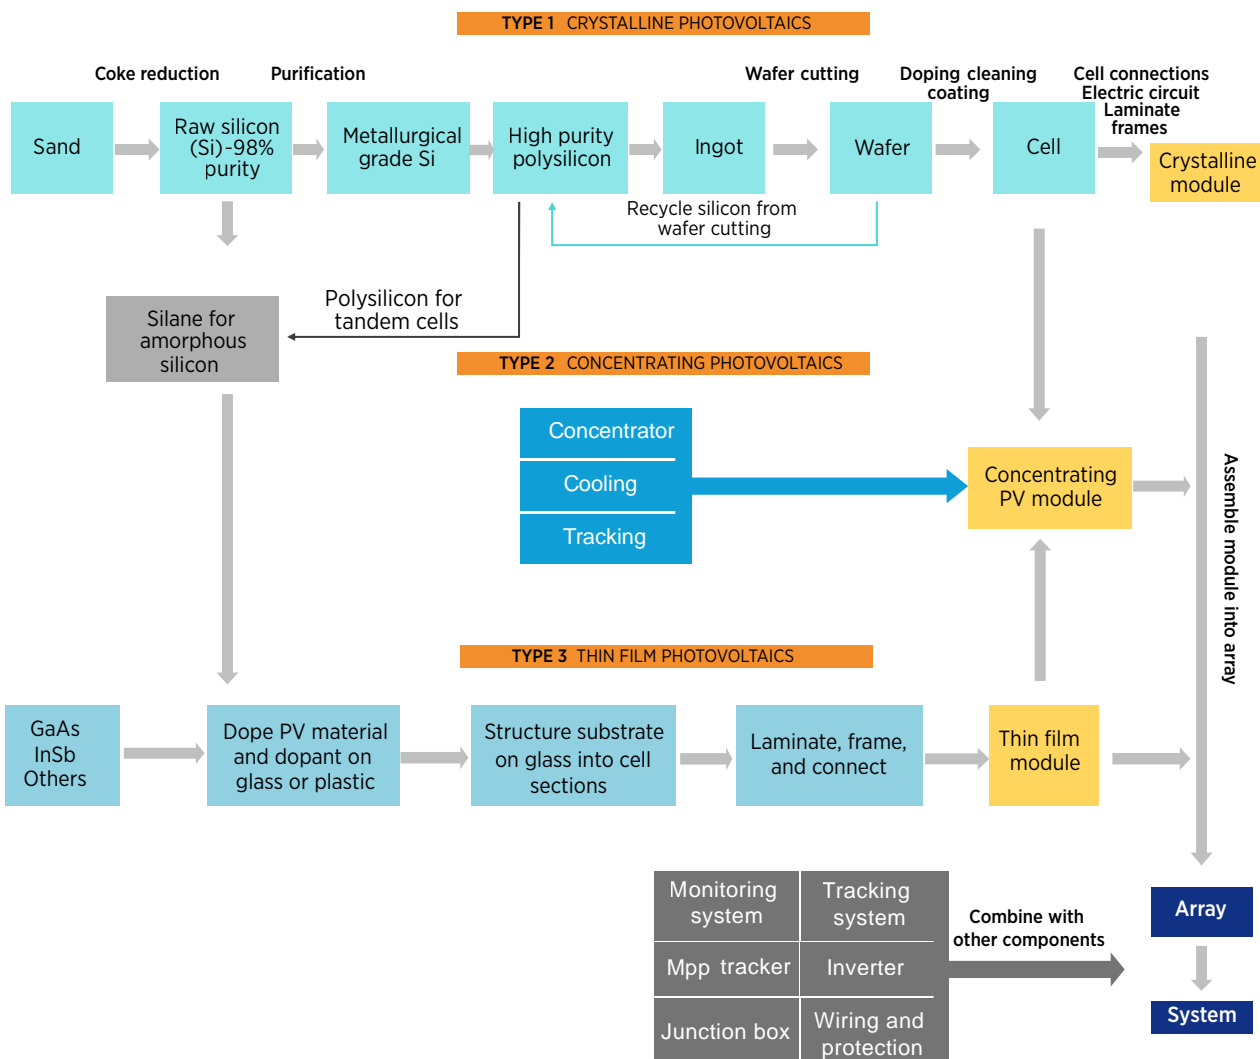 TYPE 1 CRYSTALLINE PHOTOVOLTAICS
Coke reduction
Purification
Wafer cutting
Doping cleaning
coating
Cell connections
Electric circuit
Laminate
frames
Sand
Raw silicon
(Si)-98%
purity
Metallurgical
grade Si
High purity
polysilicon
Ingot
Wafer
Cell
Crystalline
module
Recycle silicon from
wafer cutting
Polysilicon for
tandem cells
Silane for
amorphous
silicon
TYPE 2 CONCENTRATING PHOTOVOLTAICS
Concentrator
Cooling
Tracking
Concentrating
PV module
Assemble module into array
TYPE 3 THIN FILM PHOTOVOLTAICS
GaAs
InSb
Others
Dope PV material
and dopant on
glass or plastic
Structure substrate
on glass into cell
sections
Laminate, frame,
and connect
Thin film
module
Monitoring
system
Tracking
system
Mpp tracker
Inverter
Junction box
Wiring and
protection
Combine with
other components
Array
System